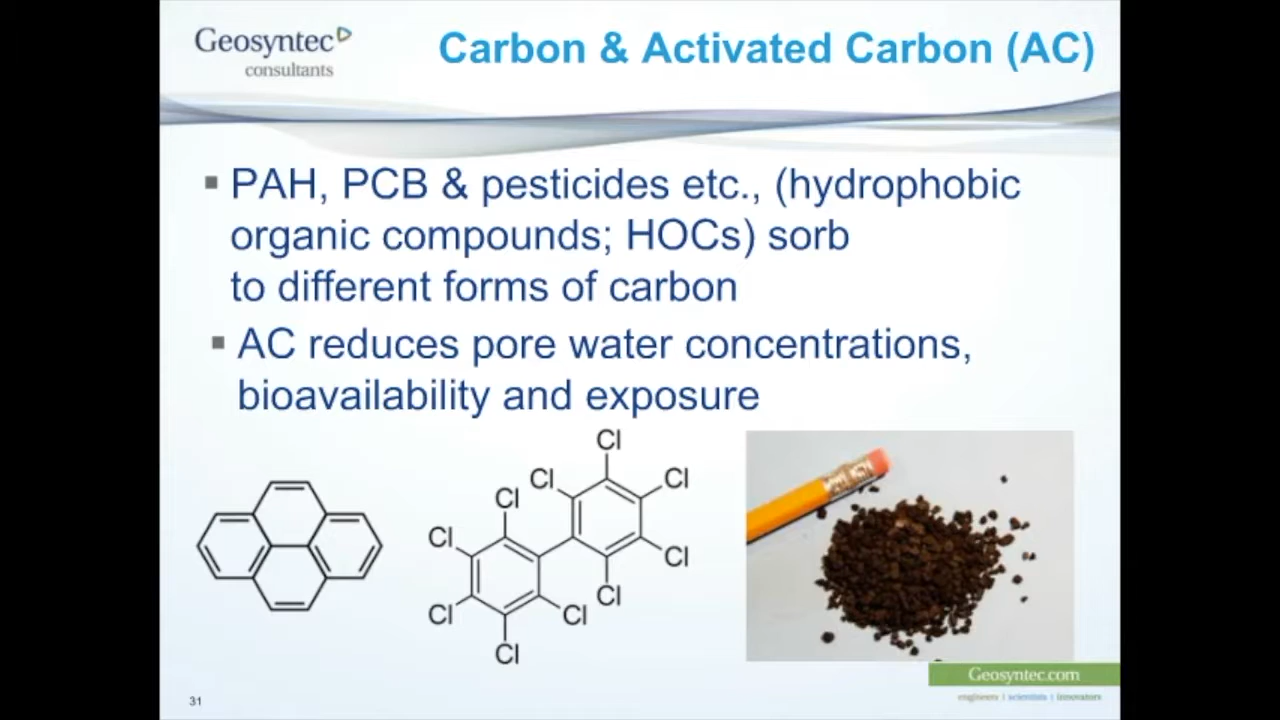 Geosyntec
consultants
Carbon & Activated Carbon (AC)
▪ PAH, PCB & pesticides etc., (hydrophobic
organic compounds; HOCs) sorb
to different forms of carbon
▪ AC reduces pore water concentrations,
bioavailability and exposure
Cl
Cl
Cl
Cl
Cl
Cl
Cl
Cl
Cl
Cl
Geosyntec.com
engineers | scientists | innovators
31